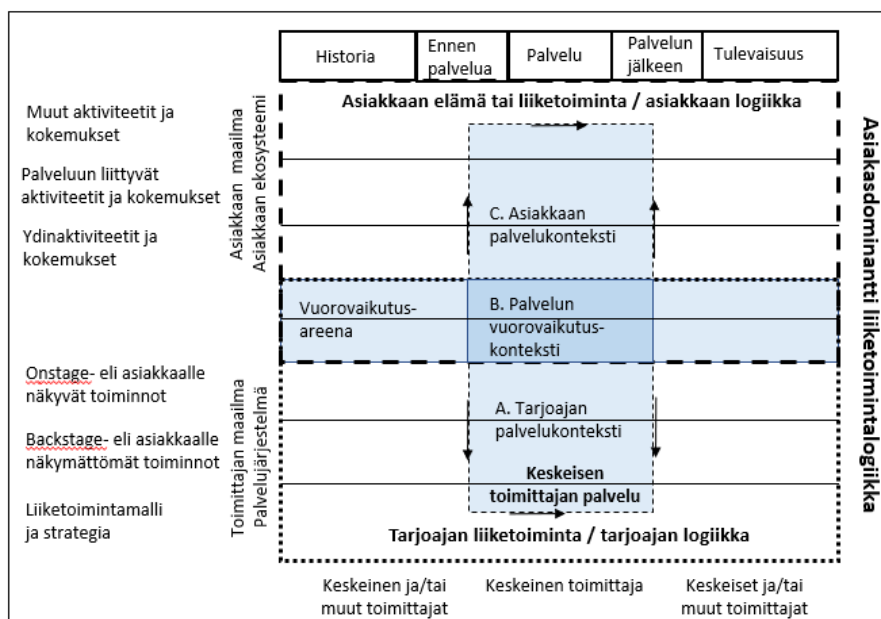 Historia
Ennen
palvelua
Palvelu
Palvelun
jälkeen
Tulevaisuus
Asiakkaan elämä tai liiketoiminta / asiakkaan logiikka
Muut aktiviteetit ja
kokemukset
Palveluun liittyvät
aktiviteetit ja kokemukset
Ydinaktiviteetit ja
kokemukset
Asiakkaan maailma
Asiakkaan ekosysteemi
C. Asiakkaan
palvelukonteksti
Vuorovaikutus-
areena
B. Palvelun
vuorovaikutus-
konteksti
Onstage- eli asiakkaalle
näkyvät toiminnot
Backstage- eli asiakkaalle
näkymättömät toiminnot
Liiketoimintamalli
ja strategia
Toimittajan maailma
Palvelujärjestelmä
A. Tarjoajan
palvelukonteksti
Keskeisen
toimittajan palvelu
Tarjoajan liiketoiminta / tarjoajan logiikka
Asiakasdominantti liiketoimintalogiikka
Keskeinen ja/tai
muut toimittajat
Keskeinen toimittaja
Keskeiset ja/tai
muut toimittajat